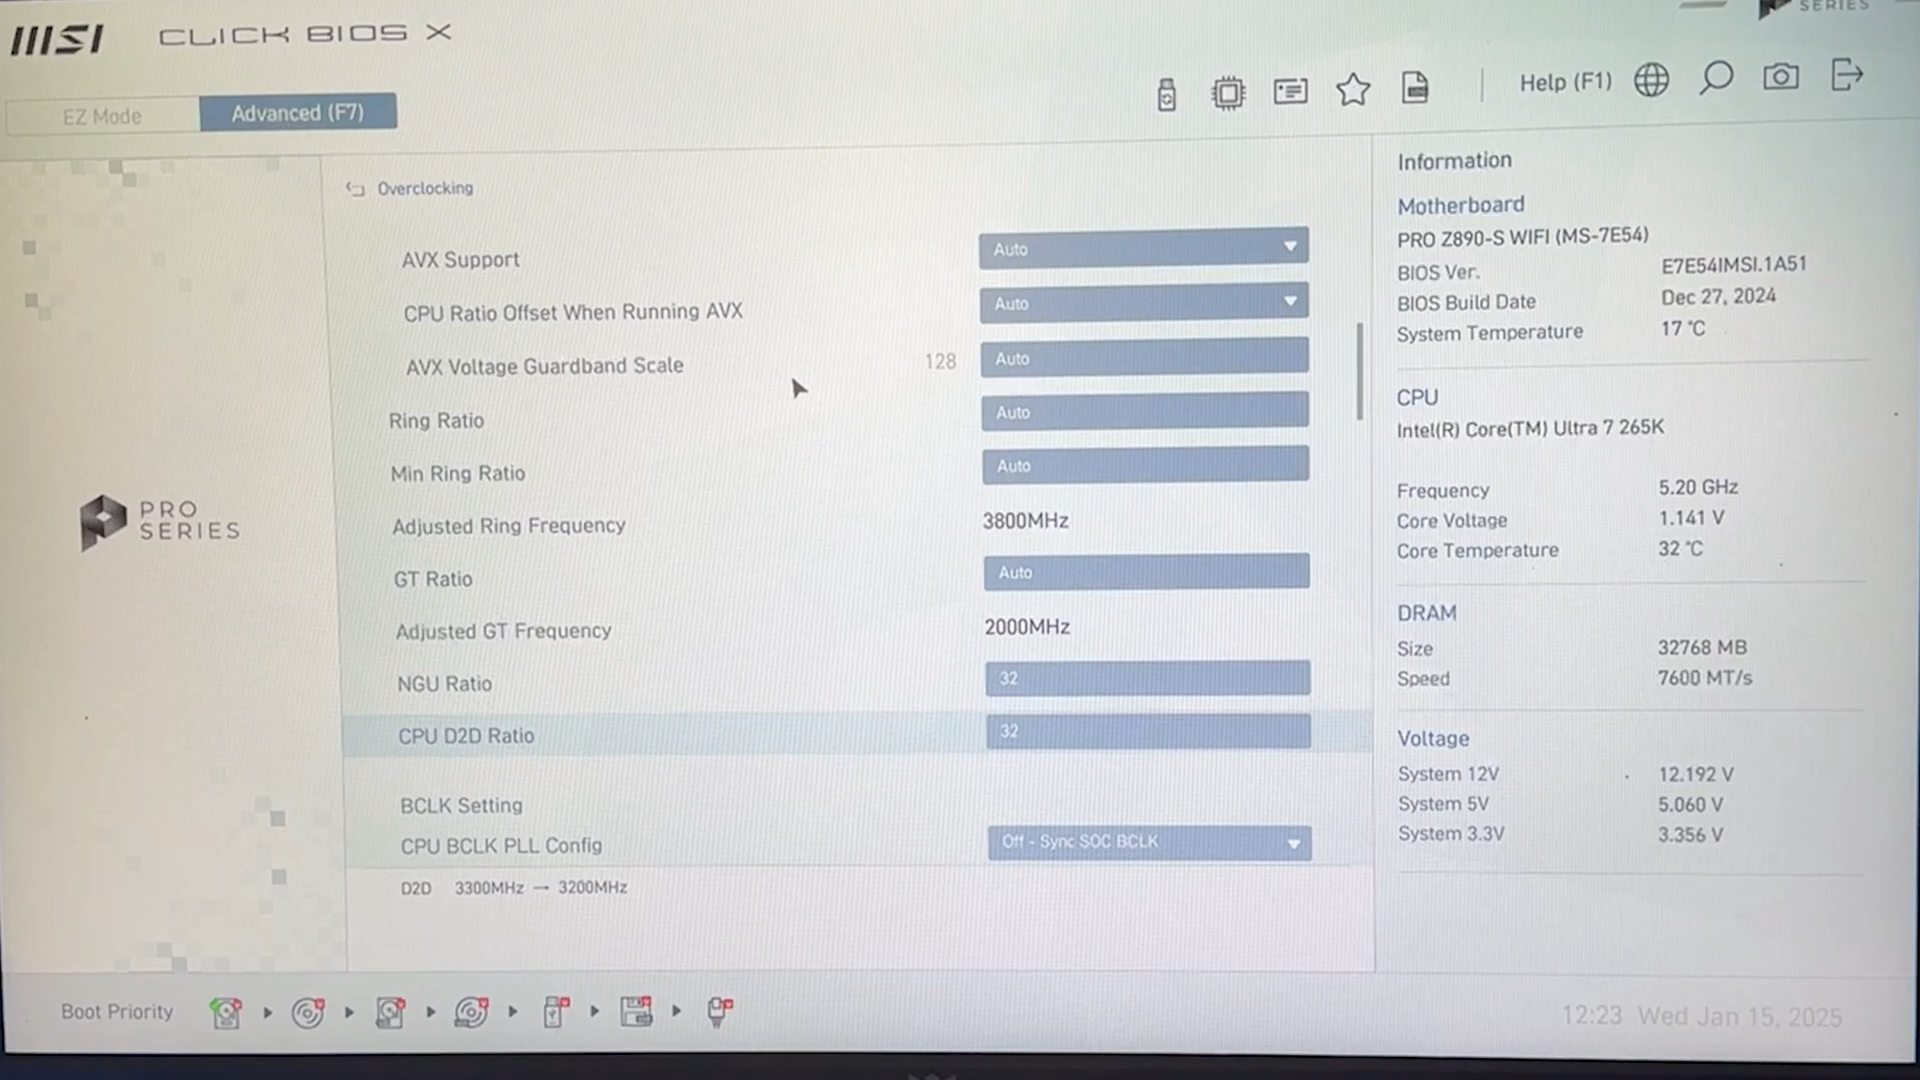 msi CLICK BIOS X
SERIES
EZ Mode
Advanced (F7)
Help (F1)
Overclocking
AVX Support Auto
CPU Ratio Offset When Running AVX Auto
AVX Voltage Guardband Scale 128 Auto
Ring Ratio Auto
Min Ring Ratio Auto
Adjusted Ring Frequency 3800MHz
GT Ratio Auto
Adjusted GT Frequency 2000MHz
NGU Ratio 32
CPU D2D Ratio 32
BCLK Setting
CPU BCLK PLL Config Off - Sync SOC BCLK
D2D 3300MHz → 3200MHz
PRO
SERIES
Information
Motherboard
PRO Z890-S WIFI (MS-7E54)
BIOS Ver. E7E54IMSI.1A51
BIOS Build Date Dec 27, 2024
System Temperature 17 °C
CPU
Intel(R) Core(TM) Ultra 7 265K
Frequency 5.20 GHz
Core Voltage 1.141 V
Core Temperature 32 °C
DRAM
Size 32768 MB
Speed 7600 MT/s
Voltage
System 12V 12.192 V
System 5V 5.060 V
System 3.3V 3.356 V
Boot Priority
12:23 Wed Jan 15, 2025